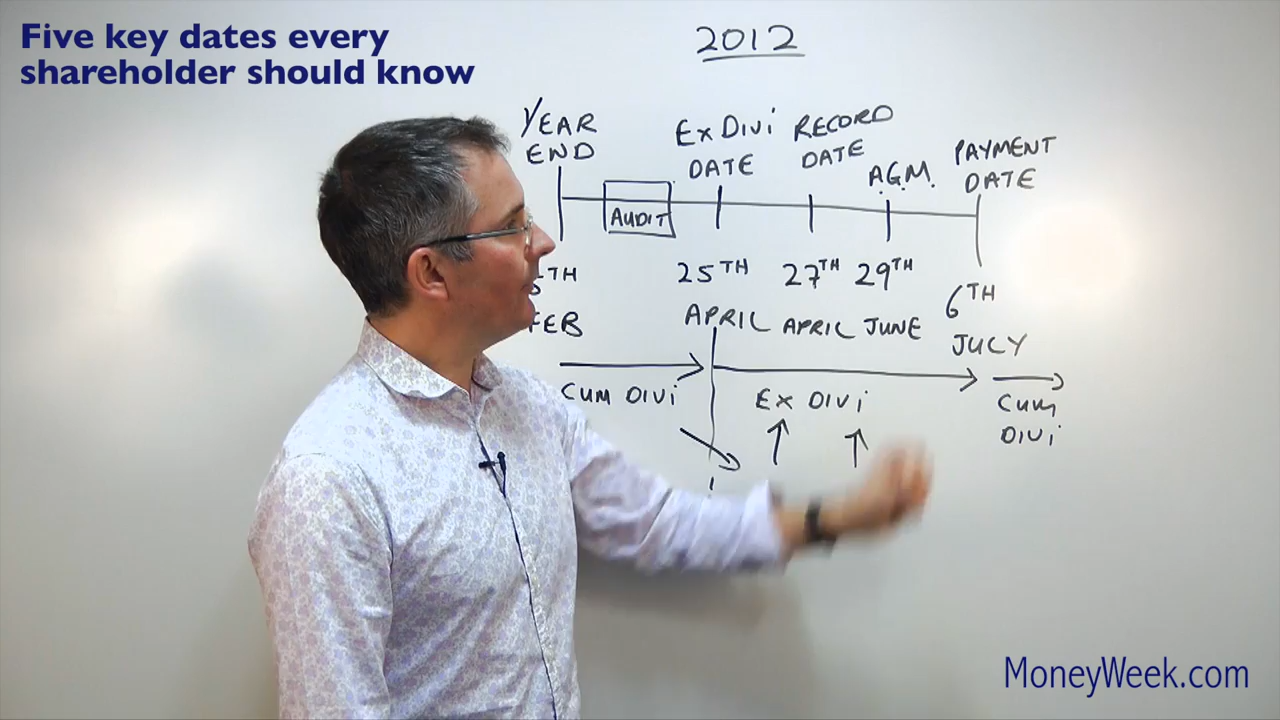 Five key dates every
shareholder should know
2012
YEAR
END
AUDIT
Ex Divi
DATE
RECORD
DATE
A.G.M.
PAYMENT
DATE
TH
FEB
25TH
APRIL
27TH
APRIL
29TH
JUNE
6TH
JULY
CUM DIVI
Ex DIVI
CUM
DIVI
MoneyWeek.com